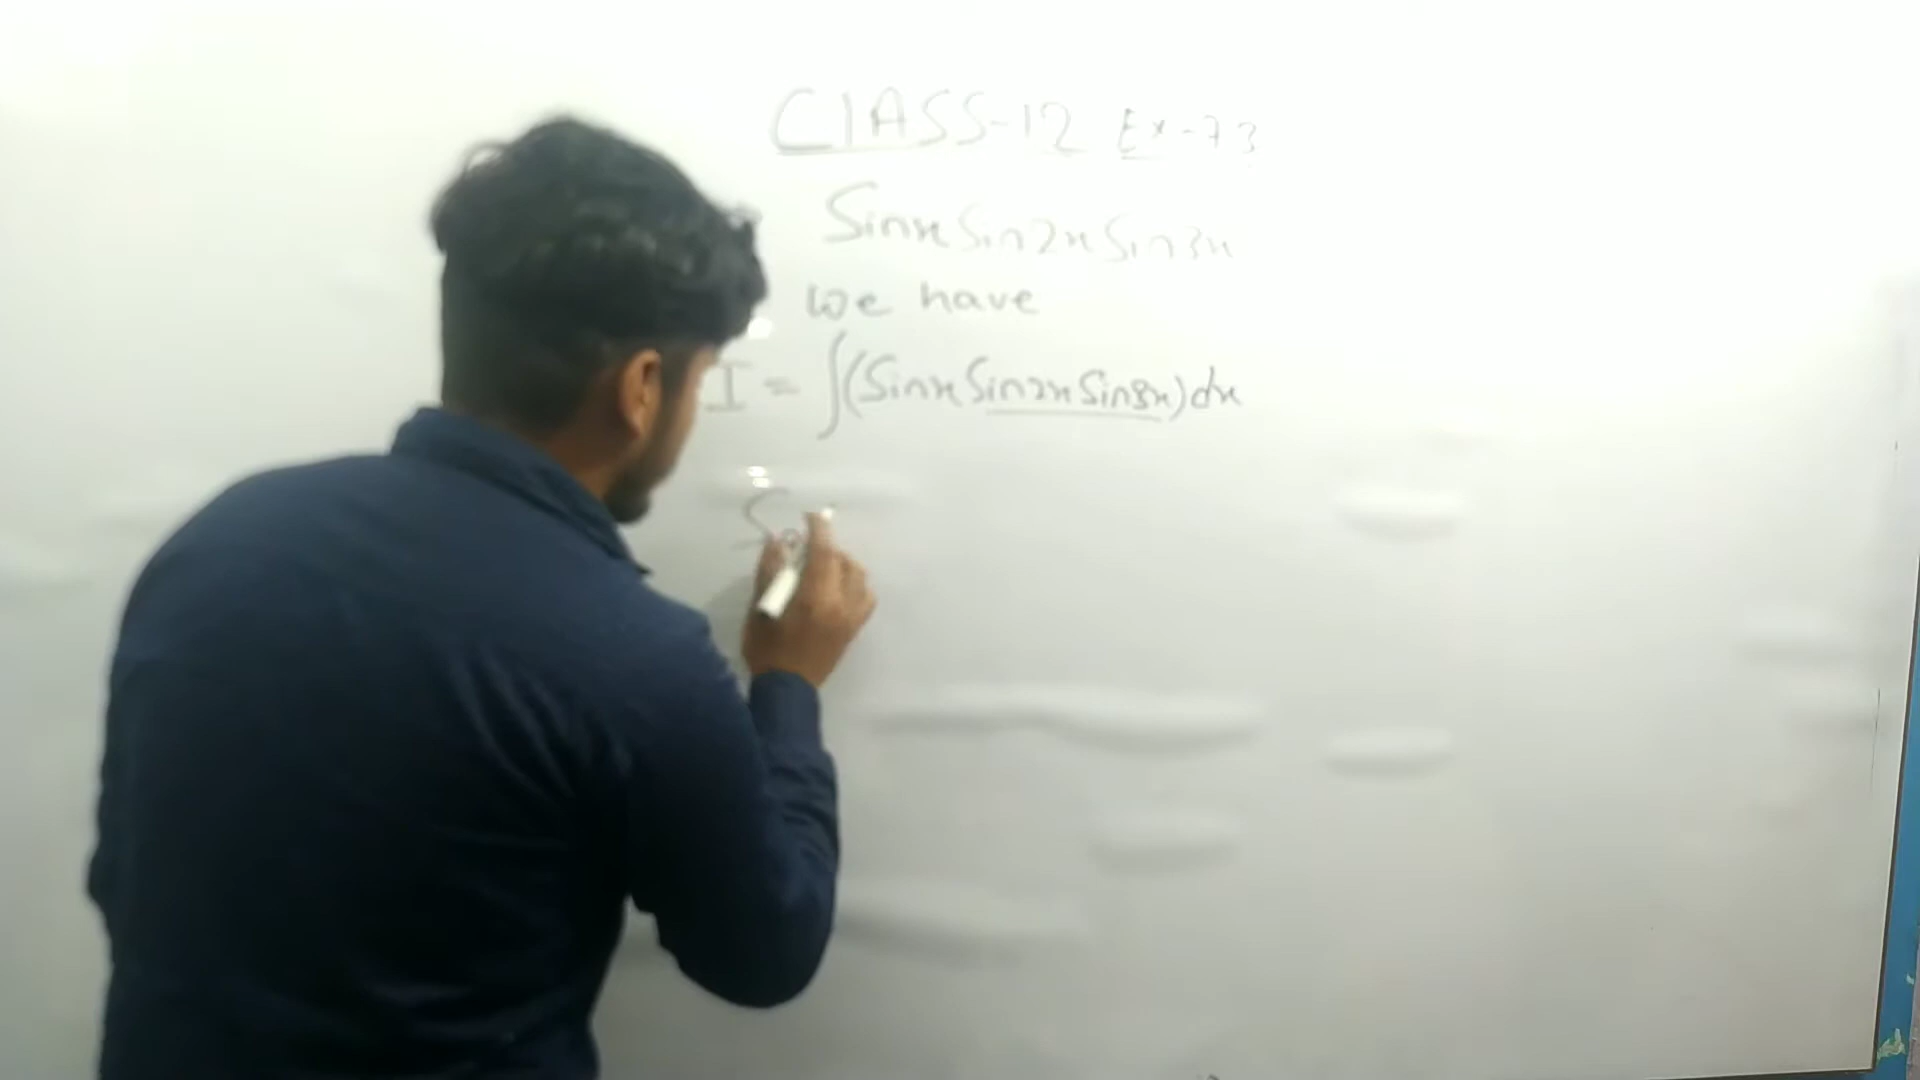 CLASS-12 Ex-7.3
Sinx Sin2x Sin3x
we have
I = ∫(Sinx Sin2x Sin3x)dx